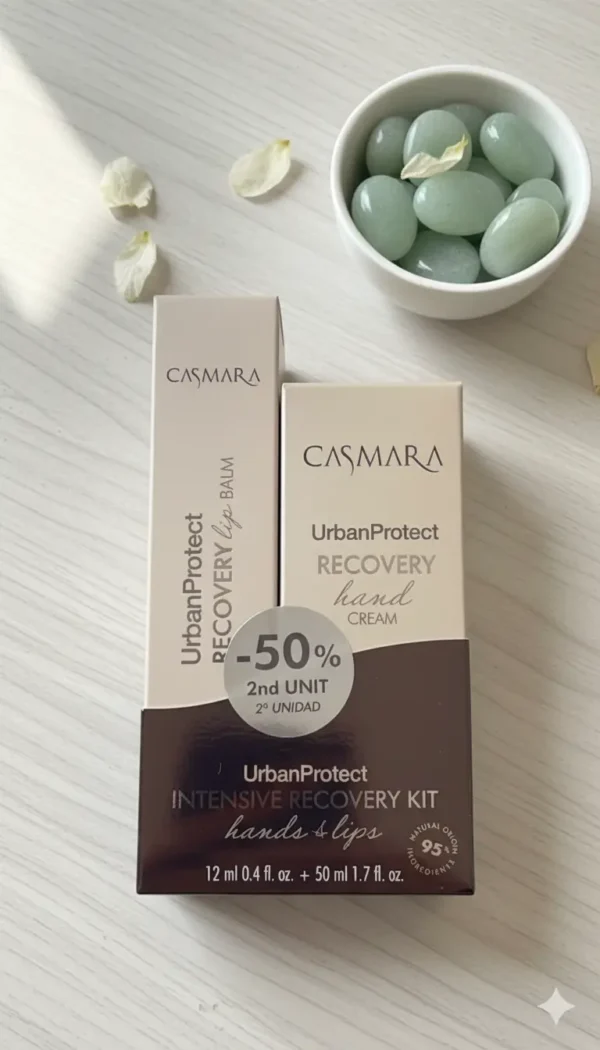 CASMARA
UrbanProtect
RECOVERY lip BALM
CASMARA
UrbanProtect
RECOVERY
hand
CREAM
-50%
2nd UNIT
2ª UNIDAD
UrbanProtect
INTENSIVE RECOVERY KIT
hands & lips
NATURAL ORIGIN
95%
INGREDIENTS
12 ml 0.4 fl. oz. + 50 ml 1.7 fl. oz.